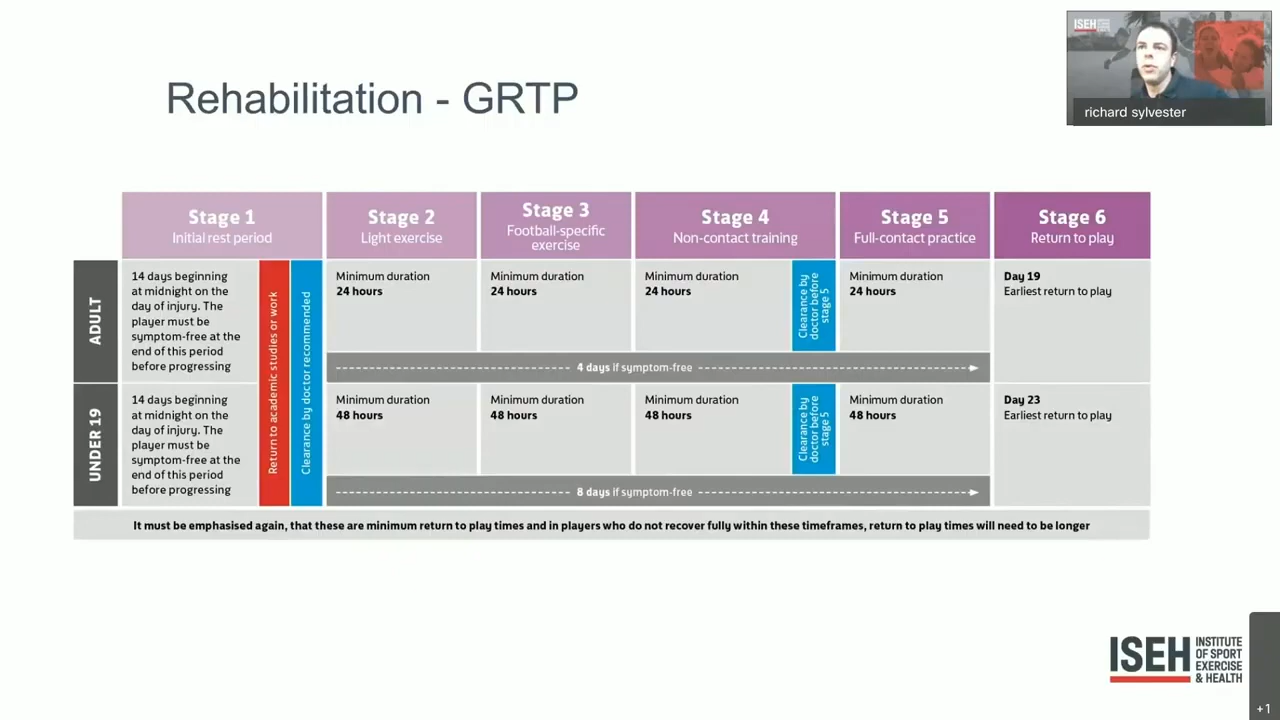 ISEH
richard sylvester
Rehabilitation - GRTP
Stage 1
Initial rest period
Stage 2
Light exercise
Stage 3
Football-specific
exercise
Stage 4
Non-contact training
Stage 5
Full-contact practice
Stage 6
Return to play
ADULT
14 days beginning
at midnight on the
day of injury. The
player must be
symptom-free at the
end of this period
before progressing
Return to academic studies or work
Clearance by doctor recommended
Minimum duration
24 hours
Minimum duration
24 hours
Minimum duration
24 hours
Clearance by
doctor before
stage 5
Minimum duration
24 hours
Day 19
Earliest return to play
4 days if symptom-free
UNDER 19
14 days beginning
at midnight on the
day of injury. The
player must be
symptom-free at the
end of this period
before progressing
Minimum duration
48 hours
Minimum duration
48 hours
Minimum duration
48 hours
Clearance by
doctor before
stage 5
Minimum duration
48 hours
Day 23
Earliest return to play
8 days if symptom-free
It must be emphasised again, that these are minimum return to play times and in players who do not recover fully within these timeframes, return to play times will need to be longer
ISEH
INSTITUTE
OF SPORT
EXERCISE
& HEALTH
+1